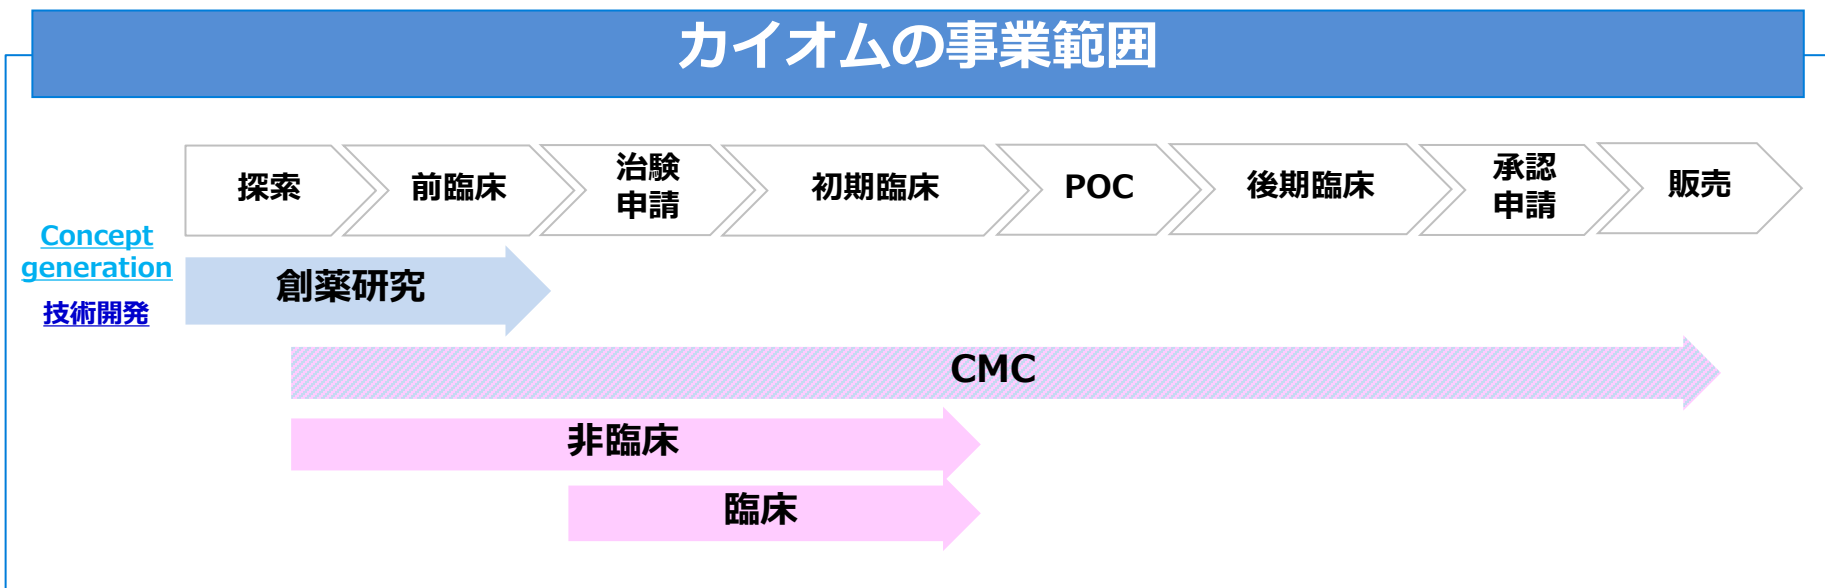 カイオムの事業範囲
探索
前臨床
治験
申請
初期臨床
POC
後期臨床
承認
申請
販売
Concept
generation
技術開発
創薬研究
CMC
非臨床
臨床